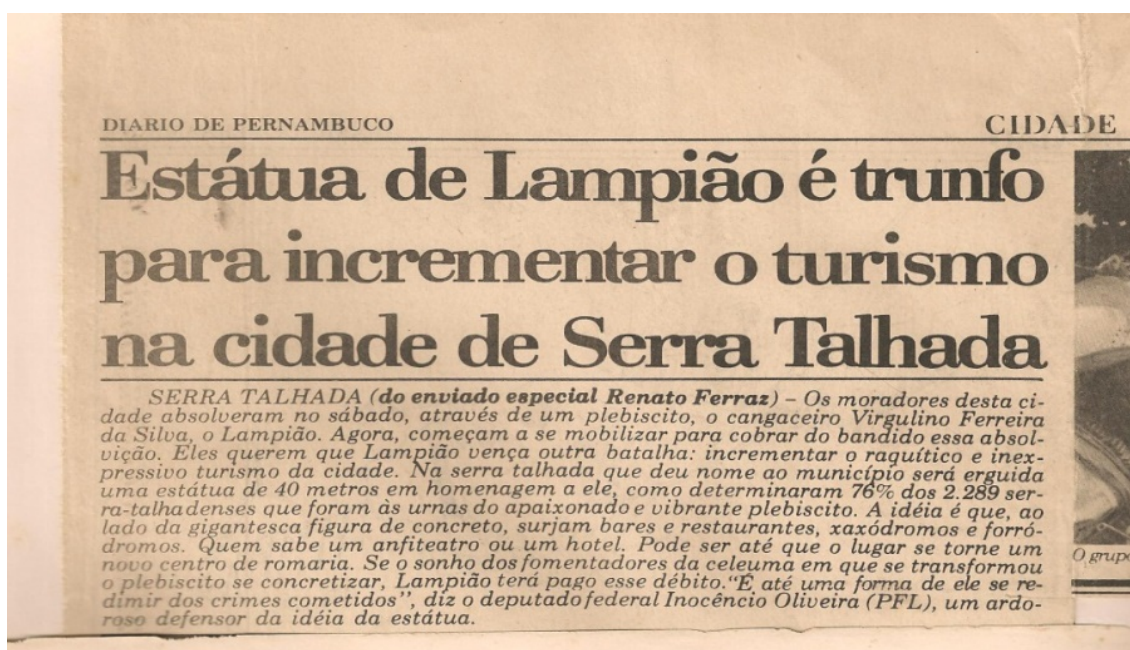 DIARIO DE PERNAMBUCO
CIDADE
Estátua de Lampião é trunfo
para incrementar o turismo
na cidade de Serra Talhada
SERRA TALHADA (do enviado especial Renato Ferraz) – Os moradores desta ci-
dade absolveram no sábado, através de um plebiscito, o cangaceiro Virgulino Ferreira
da Silva, o Lampião. Agora, começam a se mobilizar para cobrar do bandido essa absol-
vição. Eles querem que Lampião vença outra batalha: incrementar o raquítico e inex-
pressivo turismo da cidade. Na serra talhada que deu nome ao município será erguida
uma estátua de 40 metros em homenagem a ele, como determinaram 76% dos 2.289 ser-
ra-talhadenses que foram às urnas do apaixonado e vibrante plebiscito. A idéia é que, ao
lado da gigantesca figura de concreto, surjam bares e restaurantes, xaxódromos e forró-
dromos. Quem sabe um anfiteatro ou um hotel. Pode ser até que o lugar se torne um
novo centro de romaria. Se o sonho dos fomentadores da celeuma em que se transformou
o plebiscito se concretizar, Lampião terá pago esse débito.“É até uma forma de ele se re-
dimir dos crimes cometidos”, diz o deputado federal Inocêncio Oliveira (PFL), um ardo-
roso defensor da idéia da estátua.
O grupo